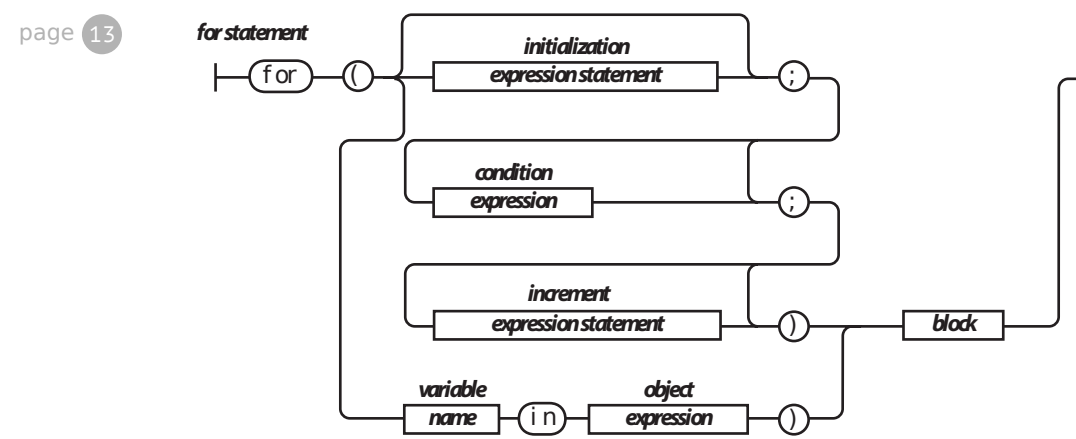 page 13
for statement
for (
initialization
expression statement ;
condition
expression ;
increment
expression statement ) block
variable object
name in expression )